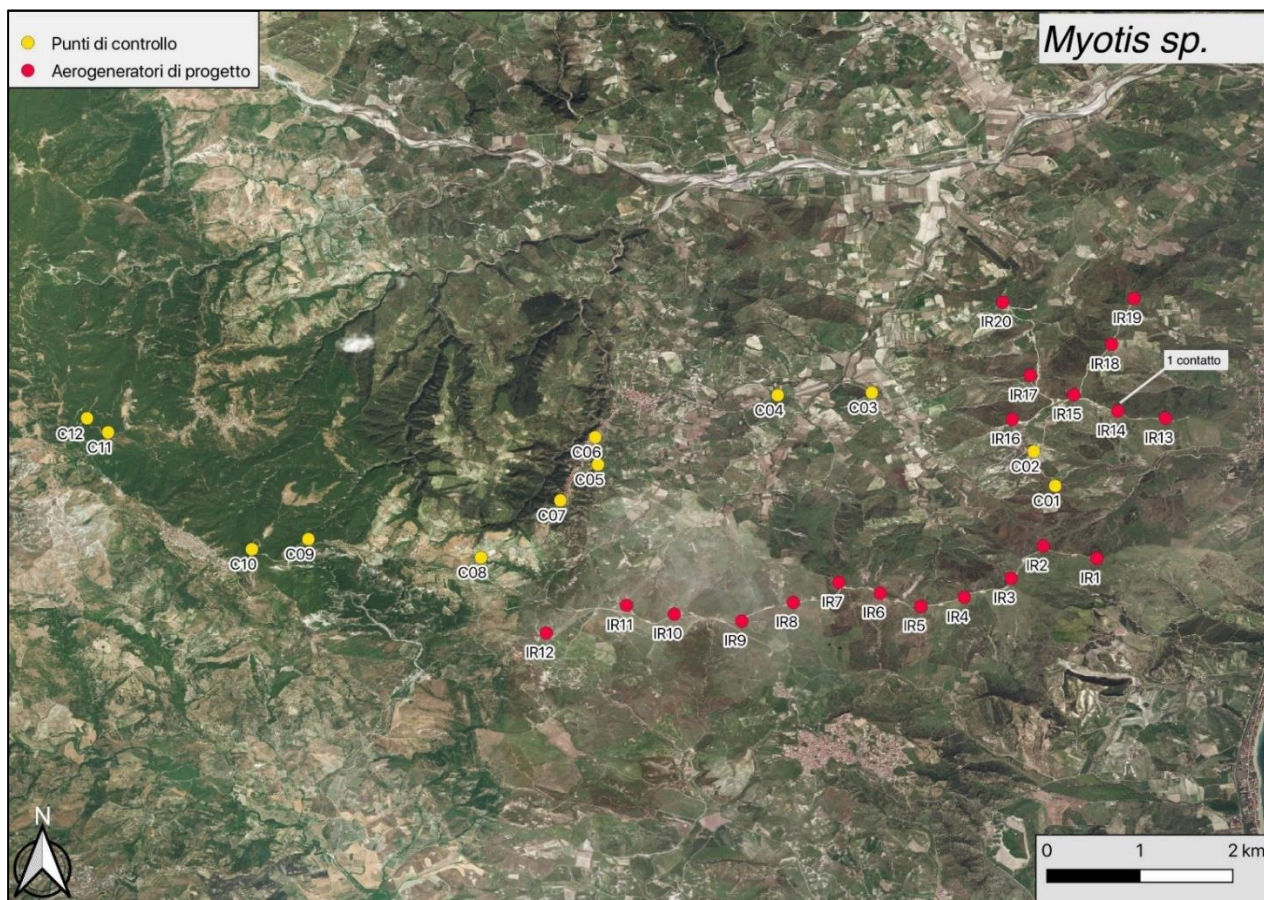 Punti di controllo
Aerogeneratori di progetto
Myotis sp.
IR20
IR19
IR18
1 contatto
IR17
IR15
C04
C03
IR14
IR13
IR16
C12
C11
C06
C05
C02
C01
C07
C10
C09
C08
IR2
IR1
IR3
IR7
IR6
IR4
IR5
IR8
IR11
IR10
IR9
IR12
N
0 1 2 km